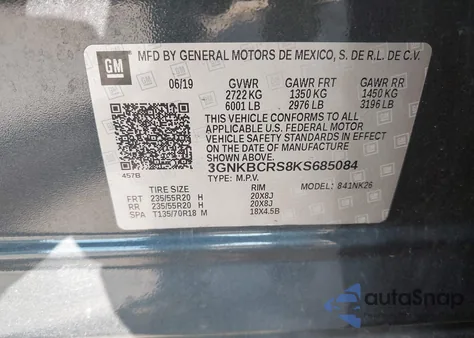 GM
MFD BY GENERAL MOTORS DE MEXICO, S. DE R.L. DE C.V.
06/19 GVWR GAWR FRT GAWR RR
2722 KG 1350 KG 1450 KG
6001 LB 2976 LB 3196 LB
THIS VEHICLE CONFORMS TO ALL
APPLICABLE U.S. FEDERAL MOTOR
VEHICLE SAFETY STANDARDS IN
EFFECT ON THE DATE OF
MANUFACTURE SHOWN ABOVE.
3GNKBCRS8KS685084
457B TYPE: M.P.V. MODEL: 841NK26
TIRE SIZE RIM
FRT 235/55R20 H 20X8J
RR 235/55R20 H 20X8J
SPA T135/70R18 M 18X4.5B
autoSnap